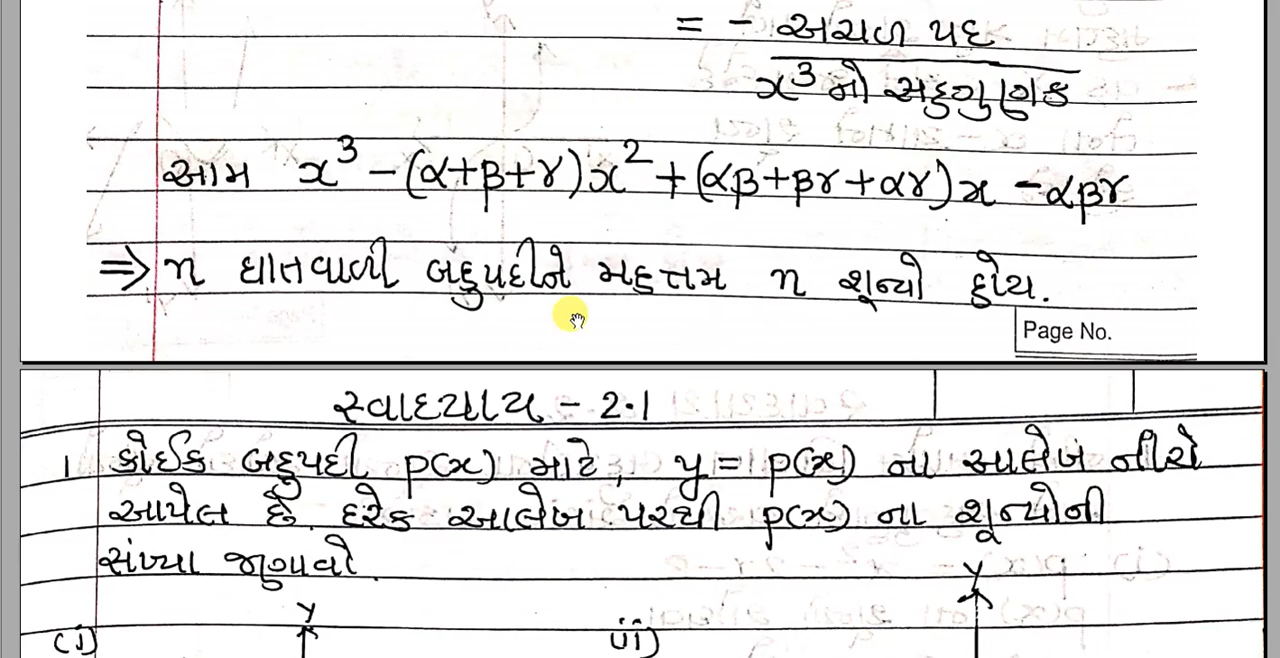 = - અચળ પદ
x³ નો સહગુણક
આમ x³ - (α+β+γ)x² + (αβ+βγ+αγ)x - αβγ
⇒ n ઘાતવાળી બહુપદીને મહત્તમ n શૂન્યો હોય.
Page No.
સ્વાધ્યાય - 2.1
1 કોઈક બહુપદી p(x) માટે, y = p(x) ના આલેખ નીચે
આપેલ છે. દરેક આલેખ પરથી p(x) ના શૂન્યોની
સંખ્યા જણાવો.
(i) y (ii) y